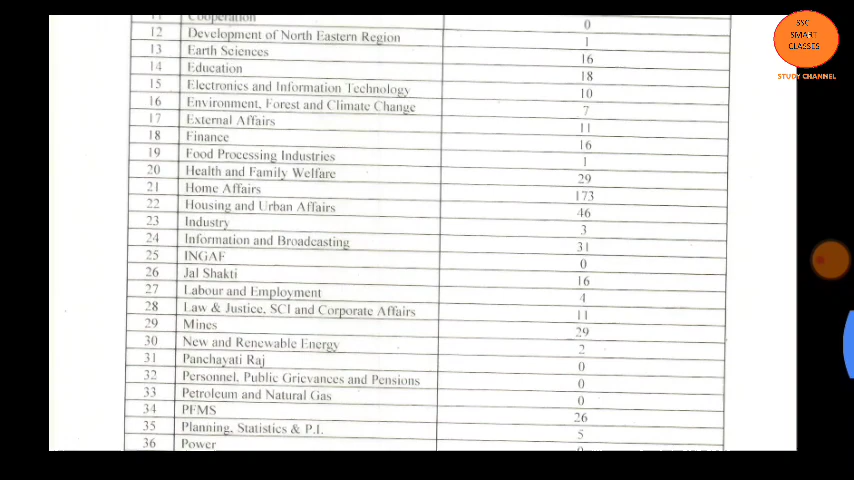 11 Cooperation 0
12 Development of North Eastern Region 1
13 Earth Sciences 16
14 Education 18
15 Electronics and Information Technology 10
16 Environment, Forest and Climate Change 7
17 External Affairs 11
18 Finance 16
19 Food Processing Industries 1
20 Health and Family Welfare 29
21 Home Affairs 173
22 Housing and Urban Affairs 46
23 Industry 3
24 Information and Broadcasting 31
25 INGAF 0
26 Jal Shakti 16
27 Labour and Employment 4
28 Law & Justice, SCI and Corporate Affairs 11
29 Mines 29
30 New and Renewable Energy 2
31 Panchayati Raj 0
32 Personnel, Public Grievances and Pensions 0
33 Petroleum and Natural Gas 0
34 PFMS 26
35 Planning, Statistics & P.I. 5
36 Power
SSC
SMART
CLASSES
STUDY CHANNEL